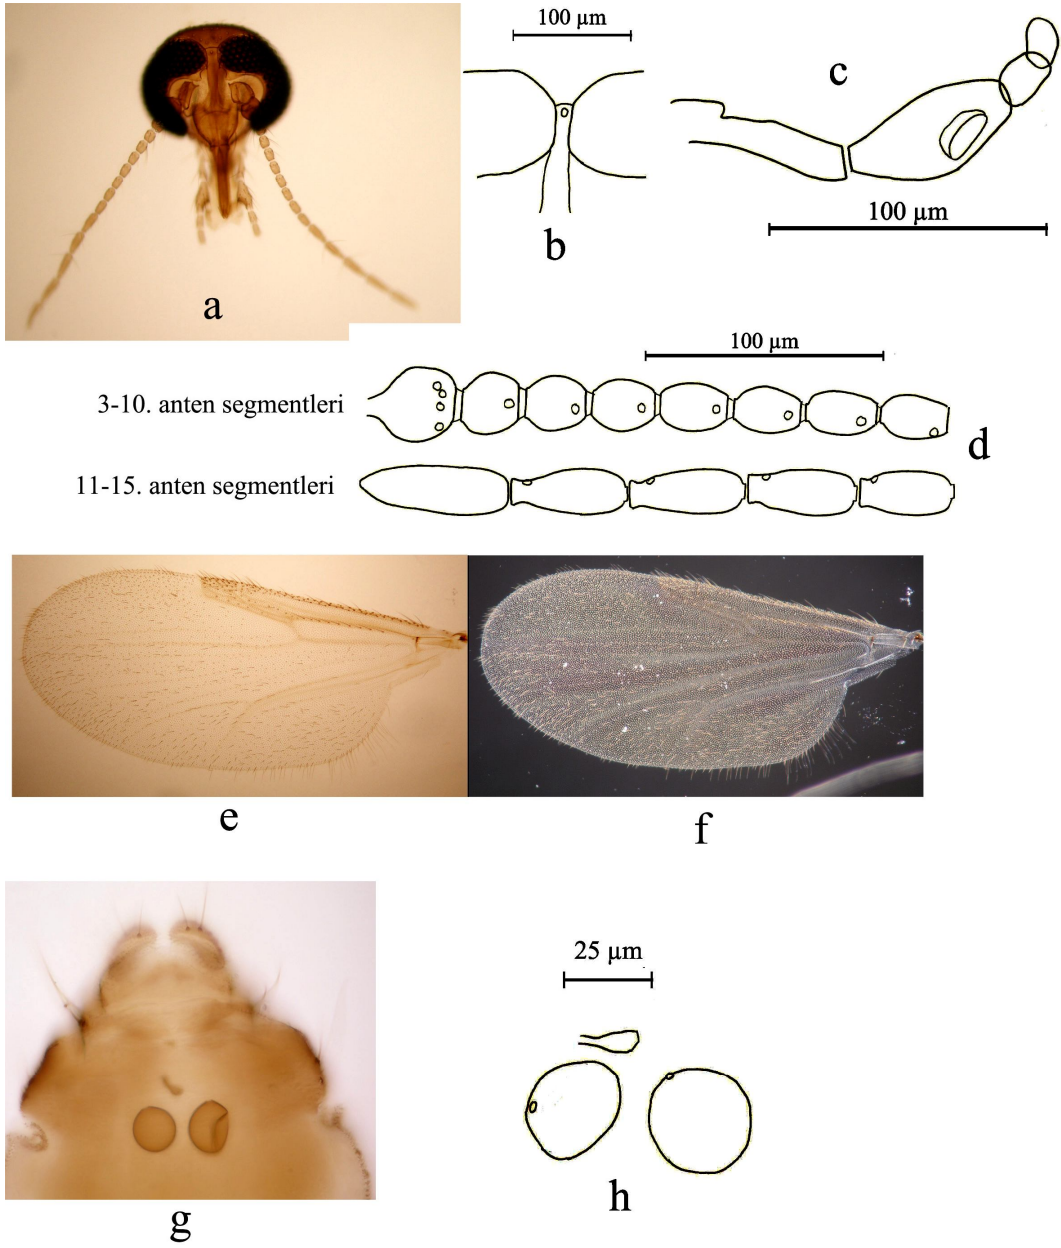 100 µm
c
a
b
100 µm
100 µm
3-10. anten segmentleri
d
11-15. anten segmentleri
e
f
25 µm
g
h